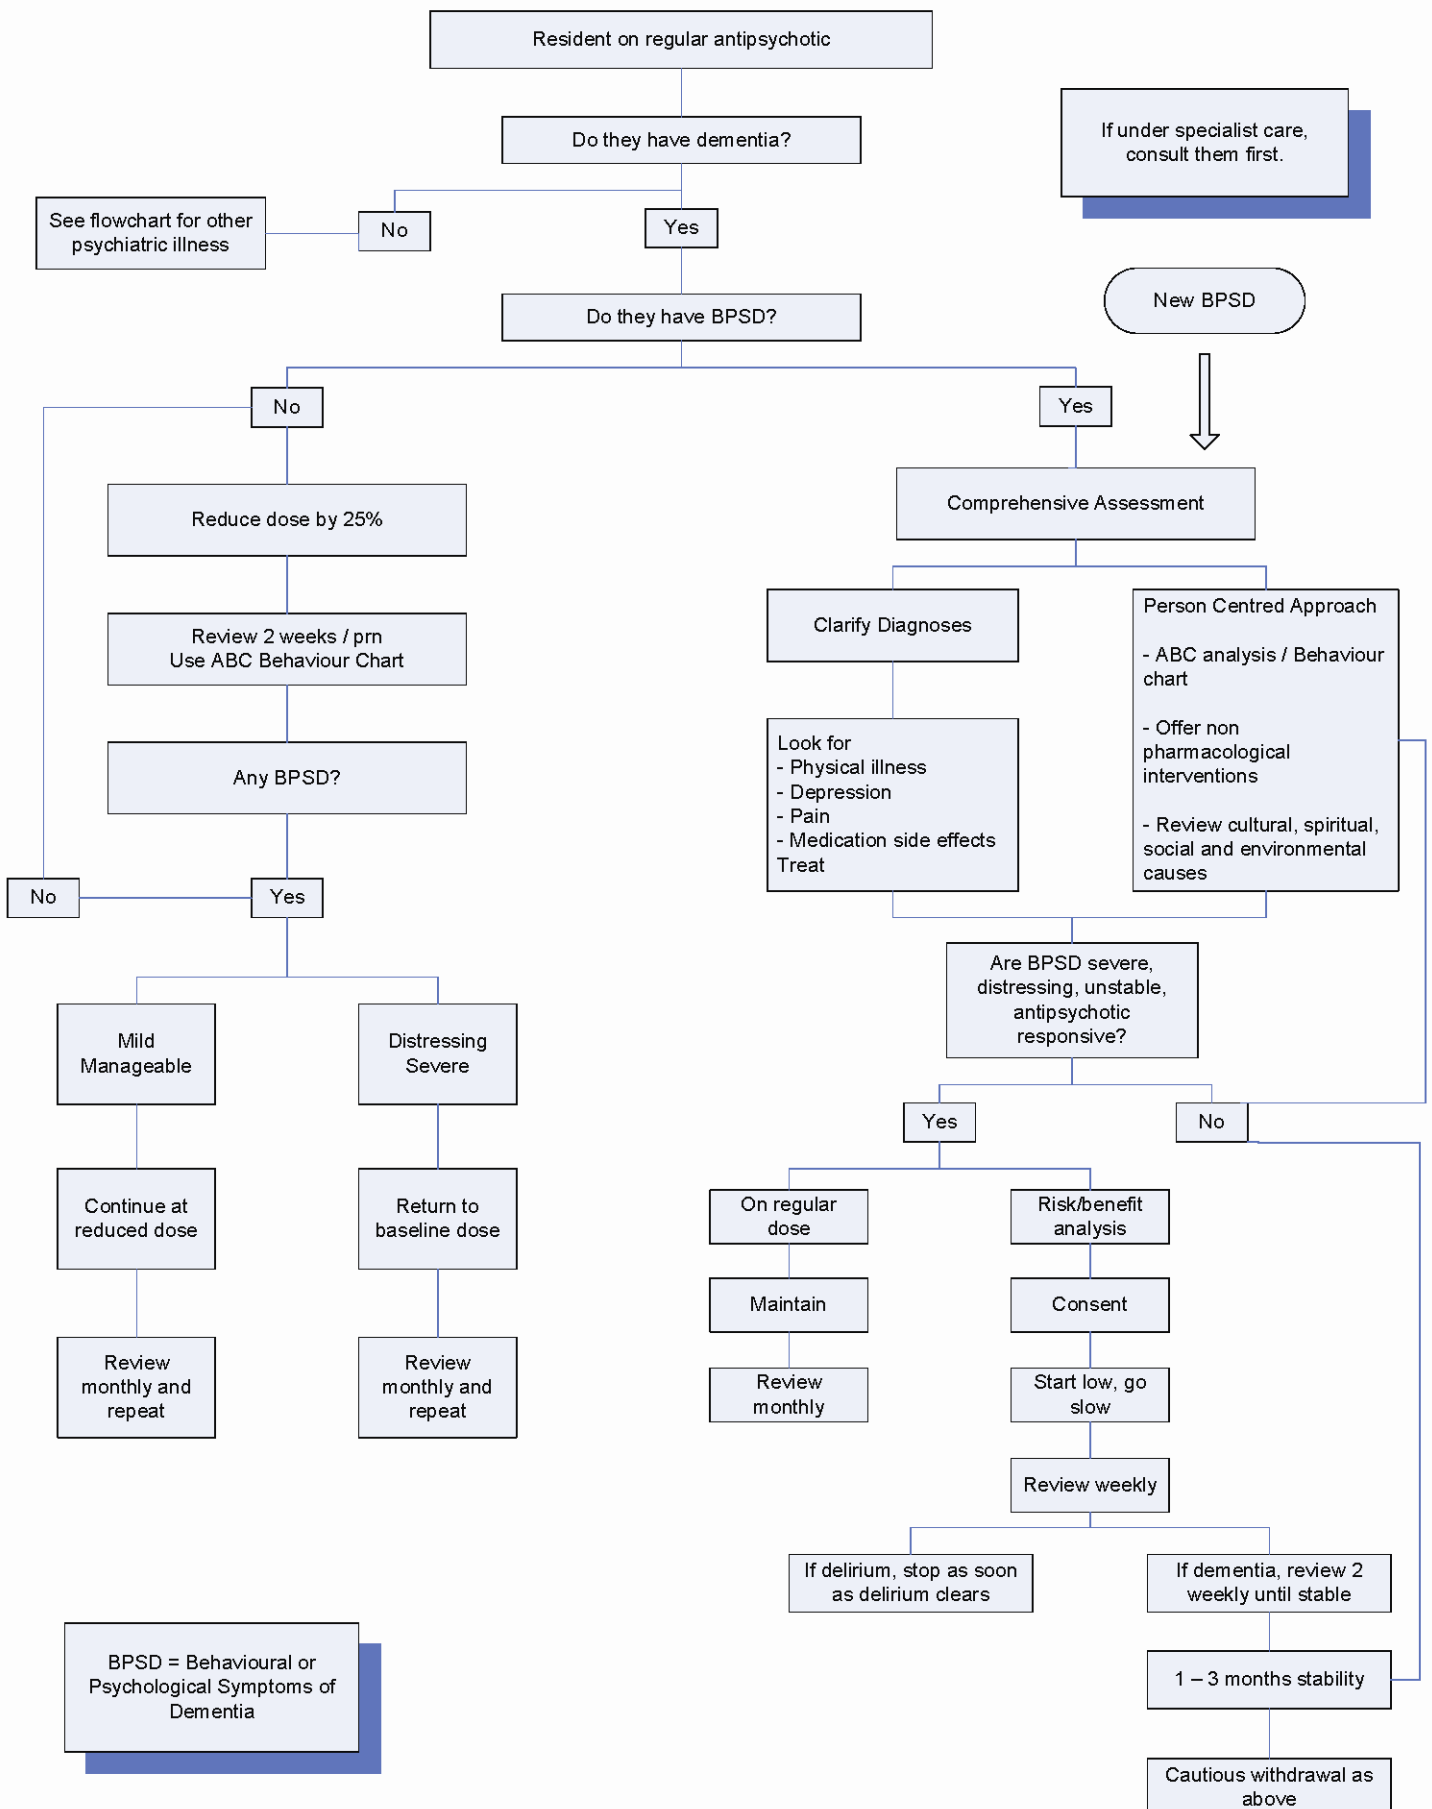 Resident on regular antipsychotic
If under specialist care,
consult them first.
Do they have dementia?
See flowchart for other
psychiatric illness
No
Yes
New BPSD
Do they have BPSD?
No
Yes
Reduce dose by 25%
Review 2 weeks / prn
Use ABC Behaviour Chart
Any BPSD?
No
Yes
Mild
Manageable
Distressing
Severe
Continue at
reduced dose
Return to
baseline dose
Review
monthly and
repeat
Review
monthly and
repeat
Comprehensive Assessment
Clarify Diagnoses
Look for
- Physical illness
- Depression
- Pain
- Medication side effects
Treat
Person Centred Approach
- ABC analysis / Behaviour
chart
- Offer non
pharmacological
interventions
- Review cultural, spiritual,
social and environmental
causes
Are BPSD severe,
distressing, unstable,
antipsychotic
responsive?
Yes
No
On regular
dose
Maintain
Review
monthly
Risk/benefit
analysis
Consent
Start low, go
slow
Review weekly
If delirium, stop as soon
as delirium clears
If dementia, review 2
weekly until stable
1 – 3 months stability
Cautious withdrawal as
above
BPSD = Behavioural or
Psychological Symptoms of
Dementia